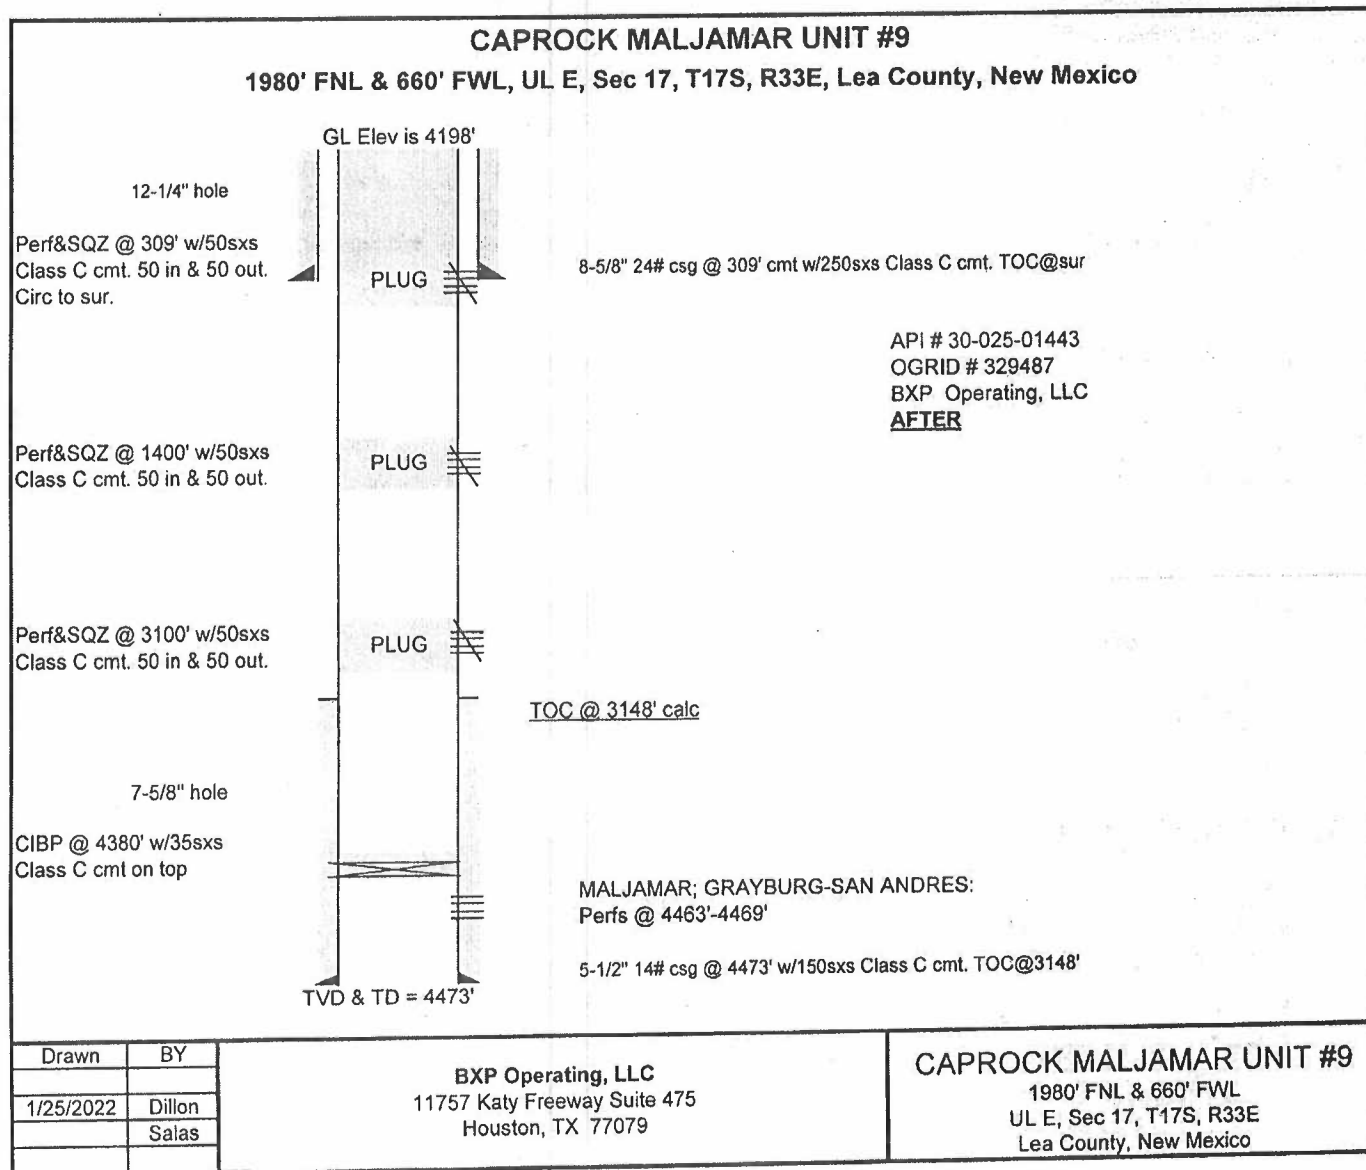 CAPROCK MALJAMAR UNIT #9
1980' FNL & 660' FWL, UL E, Sec 17, T17S, R33E, Lea County, New Mexico
GL Elev is 4198'
12-1/4" hole
Perf&SQZ @ 309' w/50sxs
Class C cmt. 50 in & 50 out.
Circ to sur.
PLUG
8-5/8" 24# csg @ 309' cmt w/250sxs Class C cmt. TOC@sur
API # 30-025-01443
OGRID # 329487
BXP Operating, LLC
AFTER
Perf&SQZ @ 1400' w/50sxs
Class C cmt. 50 in & 50 out.
PLUG
Perf&SQZ @ 3100' w/50sxs
Class C cmt. 50 in & 50 out.
PLUG
TOC @ 3148' calc
7-5/8" hole
CIBP @ 4380' w/35sxs
Class C cmt on top
MALJAMAR; GRAYBURG-SAN ANDRES:
Perfs @ 4463'-4469'
5-1/2" 14# csg @ 4473' w/150sxs Class C cmt. TOC@3148'
TVD & TD = 4473'
Drawn BY
1/25/2022 Dillon
Salas
BXP Operating, LLC
11757 Katy Freeway Suite 475
Houston, TX 77079
CAPROCK MALJAMAR UNIT #9
1980' FNL & 660' FWL
UL E, Sec 17, T17S, R33E
Lea County, New Mexico